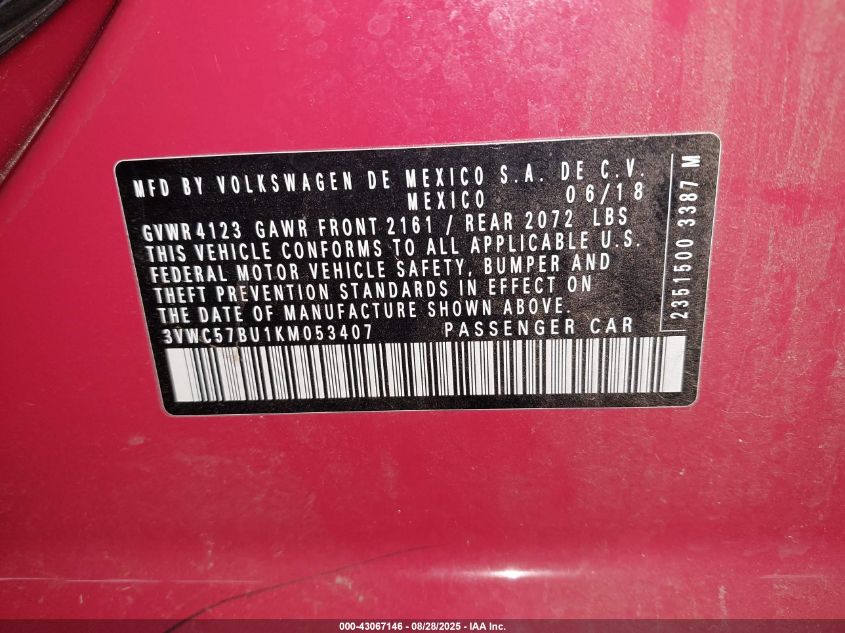 MFD BY VOLKSWAGEN DE MEXICO S.A. DE C.V.
MEXICO 06/18
GVWR 4123 GAWR FRONT 2161 / REAR 2072 LBS
THIS VEHICLE CONFORMS TO ALL APPLICABLE U.S.
FEDERAL MOTOR VEHICLE SAFETY, BUMPER AND
THEFT PREVENTION STANDARDS IN EFFECT ON
THE DATE OF MANUFACTURE SHOWN ABOVE.
3VWC57BU1KM053407 PASSENGER CAR
2351500 3387 M
000-43067146 - 08/28/2025 - IAA Inc.